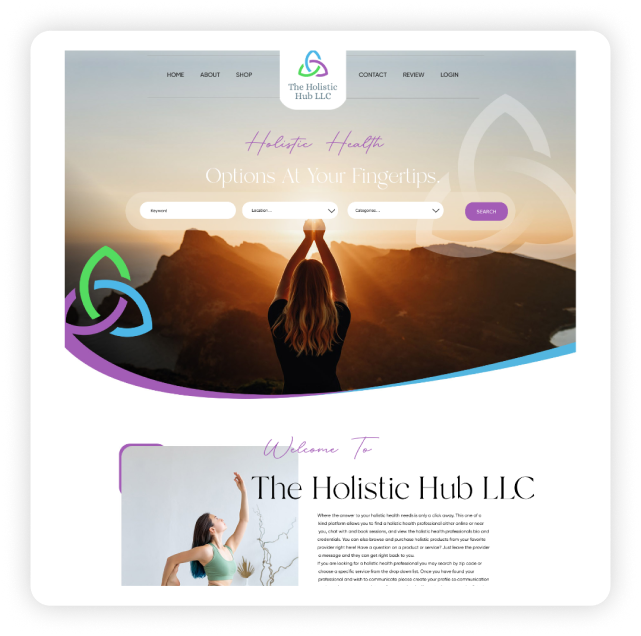 HOME ABOUT SHOP
The Holistic
Hub LLC
CONTACT REVIEW LOGIN
Holistic Health
Options At Your Fingertips.
Keyword
Location...
Categories...
SEARCH
Welcome To
The Holistic Hub LLC
Where the answer to your holistic health needs is only a click away. This one of a
kind platform allows you to find a holistic health professional either online or near
you, chat with and book sessions, and view the holistic health professionals bio and
credentials. You can also browse and purchase holistic products from your favorite
provider right here! Have a question on a product or service? Just leave the provider
a message and they can get right back to you.
If you are looking for a holistic health professional you may search by zip code or
choose a specific service from the drop down list. Once you have found your
professional and wish to communicate please create your profile so communication